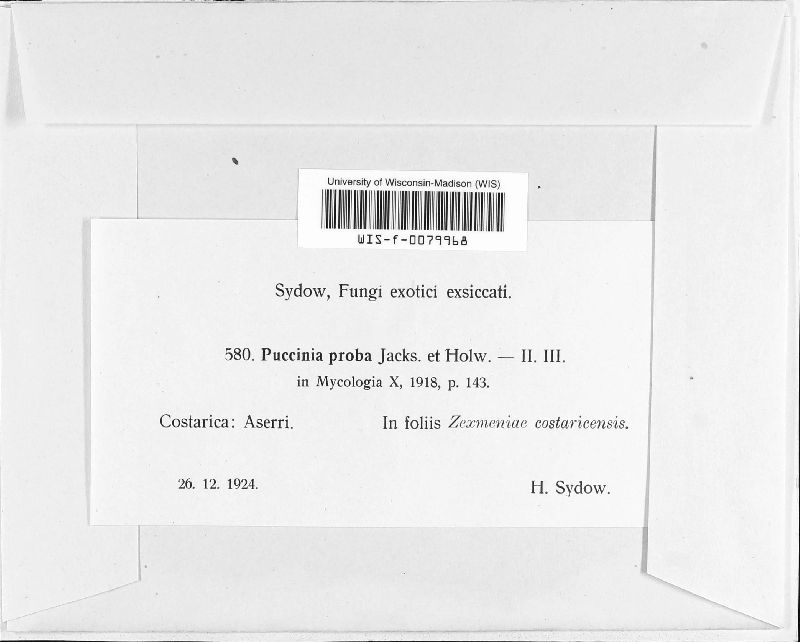 University of Wisconsin-Madison (WIS)
WIS-f-0079968
Sydow, Fungi exotici exsiccati.
580. Puccinia proba Jacks. et Holw. — II. III.
in Mycologia X, 1918, p. 143.
Costarica: Aserri. In foliis Zexmeniae costaricensis.
26. 12. 1924. H. Sydow.